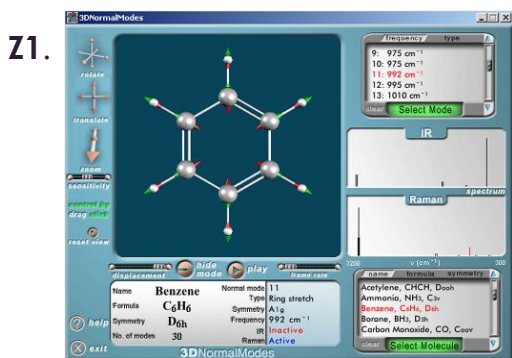 Z1.
3DNormalModes
rotate
translate
zoom
sensitivity
control by
drag stick
reset view
help
exit
displacement
hide
mode
play
frame rate
Name Benzene
Formula C6H6
Symmetry D6h
No. of modes 30
Normal mode 11
Type Ring stretch
Symmetry A1g
Frequency 992 cm⁻¹
IR Inactive
Raman Active
3DNormalModes
frequency type
9: 975 cm⁻¹
10: 975 cm⁻¹
11: 992 cm⁻¹
12: 995 cm⁻¹
13: 1010 cm⁻¹
clear Select Mode
IR
spectrum
Raman
3200 v (cm⁻¹) 300
name formula symmetry
Acetylene, CHCH, D∞h
Ammonia, NH3, C3v
Benzene, C6H6, D6h
Borane, BH3, D3h
Carbon Monoxide, CO, C∞v
clear Select Molecule